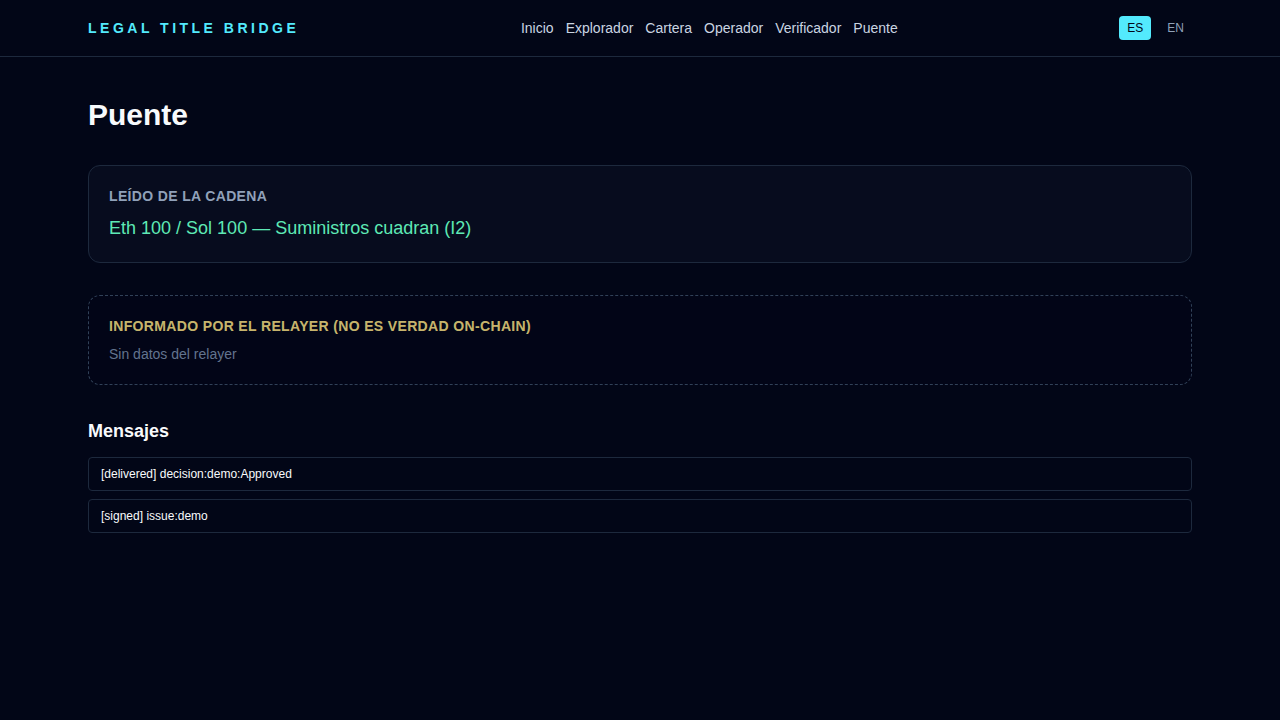 LEGAL TITLE BRIDGE
Inicio Explorador Cartera Operador Verificador Puente
ES EN
Puente
LEÍDO DE LA CADENA
Eth 100 / Sol 100 — Suministros cuadran (I2)
INFORMADO POR EL RELAYER (NO ES VERDAD ON-CHAIN)
Sin datos del relayer
Mensajes
[delivered] decision:demo:Approved
[signed] issue:demo